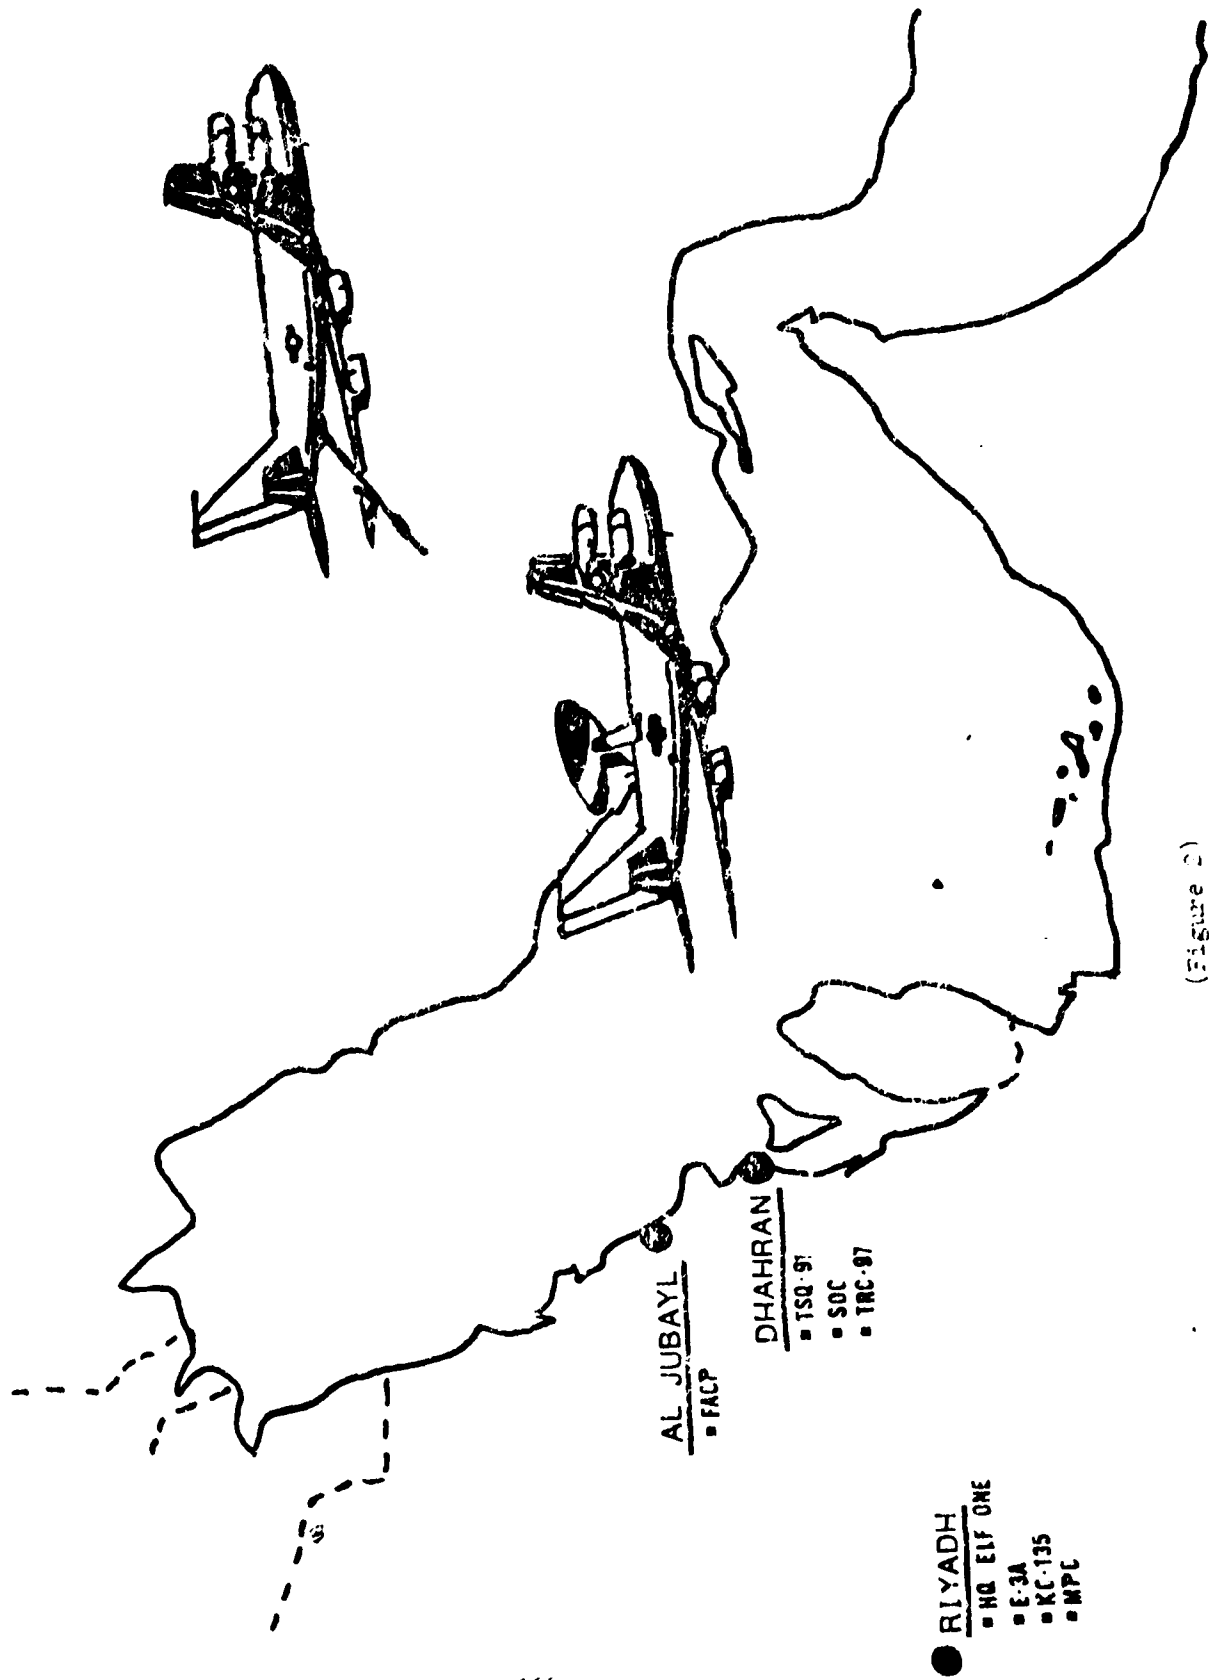 AL JUBAYL
▪ FACP
DHAHRAN
▪ TSQ-91
▪ SOC
▪ TRC-97
RIYADH
▪ HQ ELF ONE
▪ E-3A
▪ KC-135
▪ MPC
(Figure 2)